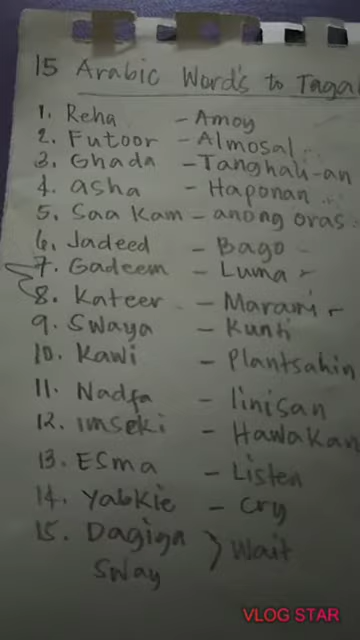 15 Arabic Word's to Taga
1. Reha - Amoy
2. Futoor - Almosal
3. Ghada - Tanghali-an
4. asha - Haponan
5. Saa kam - anong oras
6. Jadeed - Bago
7. Gadeem - Luma
8. Kateer - Marami
9. Swaya - Kunti
10. Kawi - Plantsahin
11. Nadfa - linisan
12. imseki - Hawakan
13. Esma - Listen
14. Yabkie - Cry
15. Dagiga } Wait
Sway
VLOG STAR